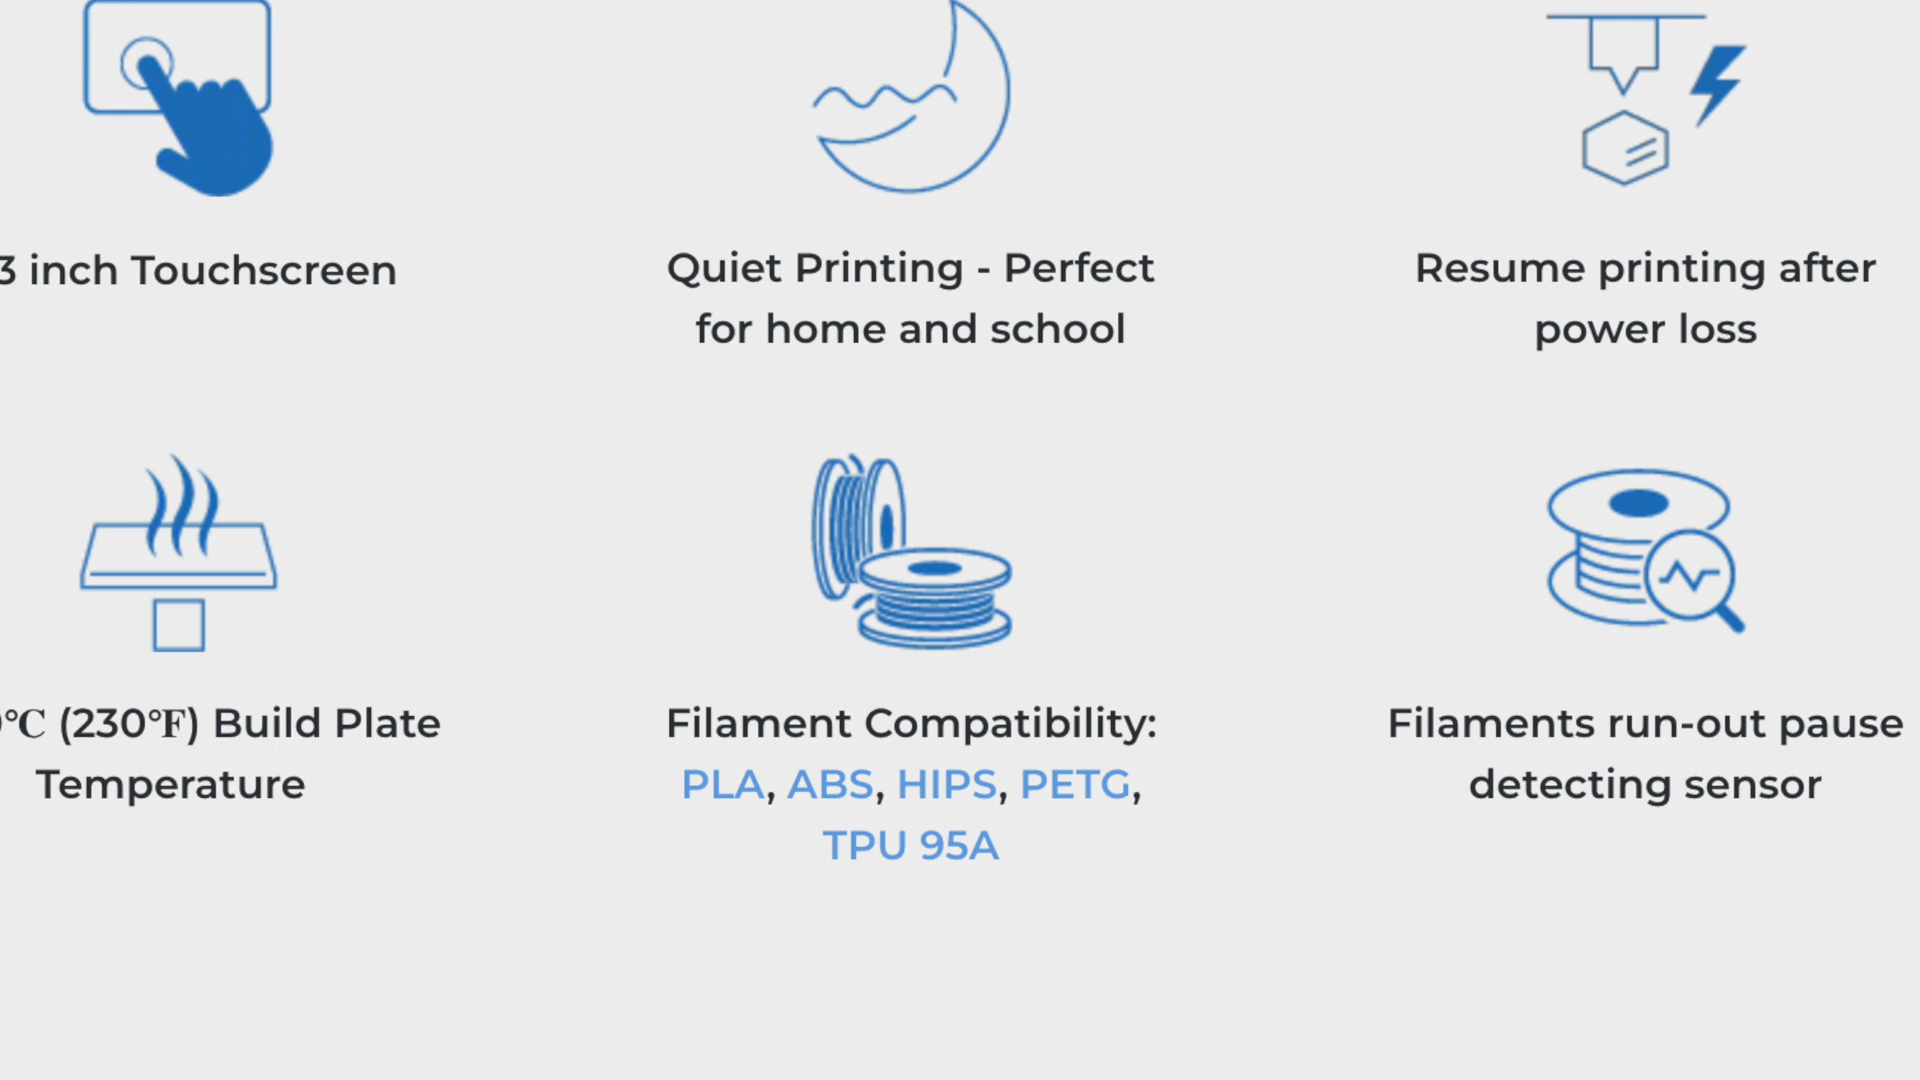 3 inch Touchscreen
Quiet Printing - Perfect
for home and school
Resume printing after
power loss
°C (230°F) Build Plate
Temperature
Filament Compatibility:
PLA, ABS, HIPS, PETG,
TPU 95A
Filaments run-out pause
detecting sensor